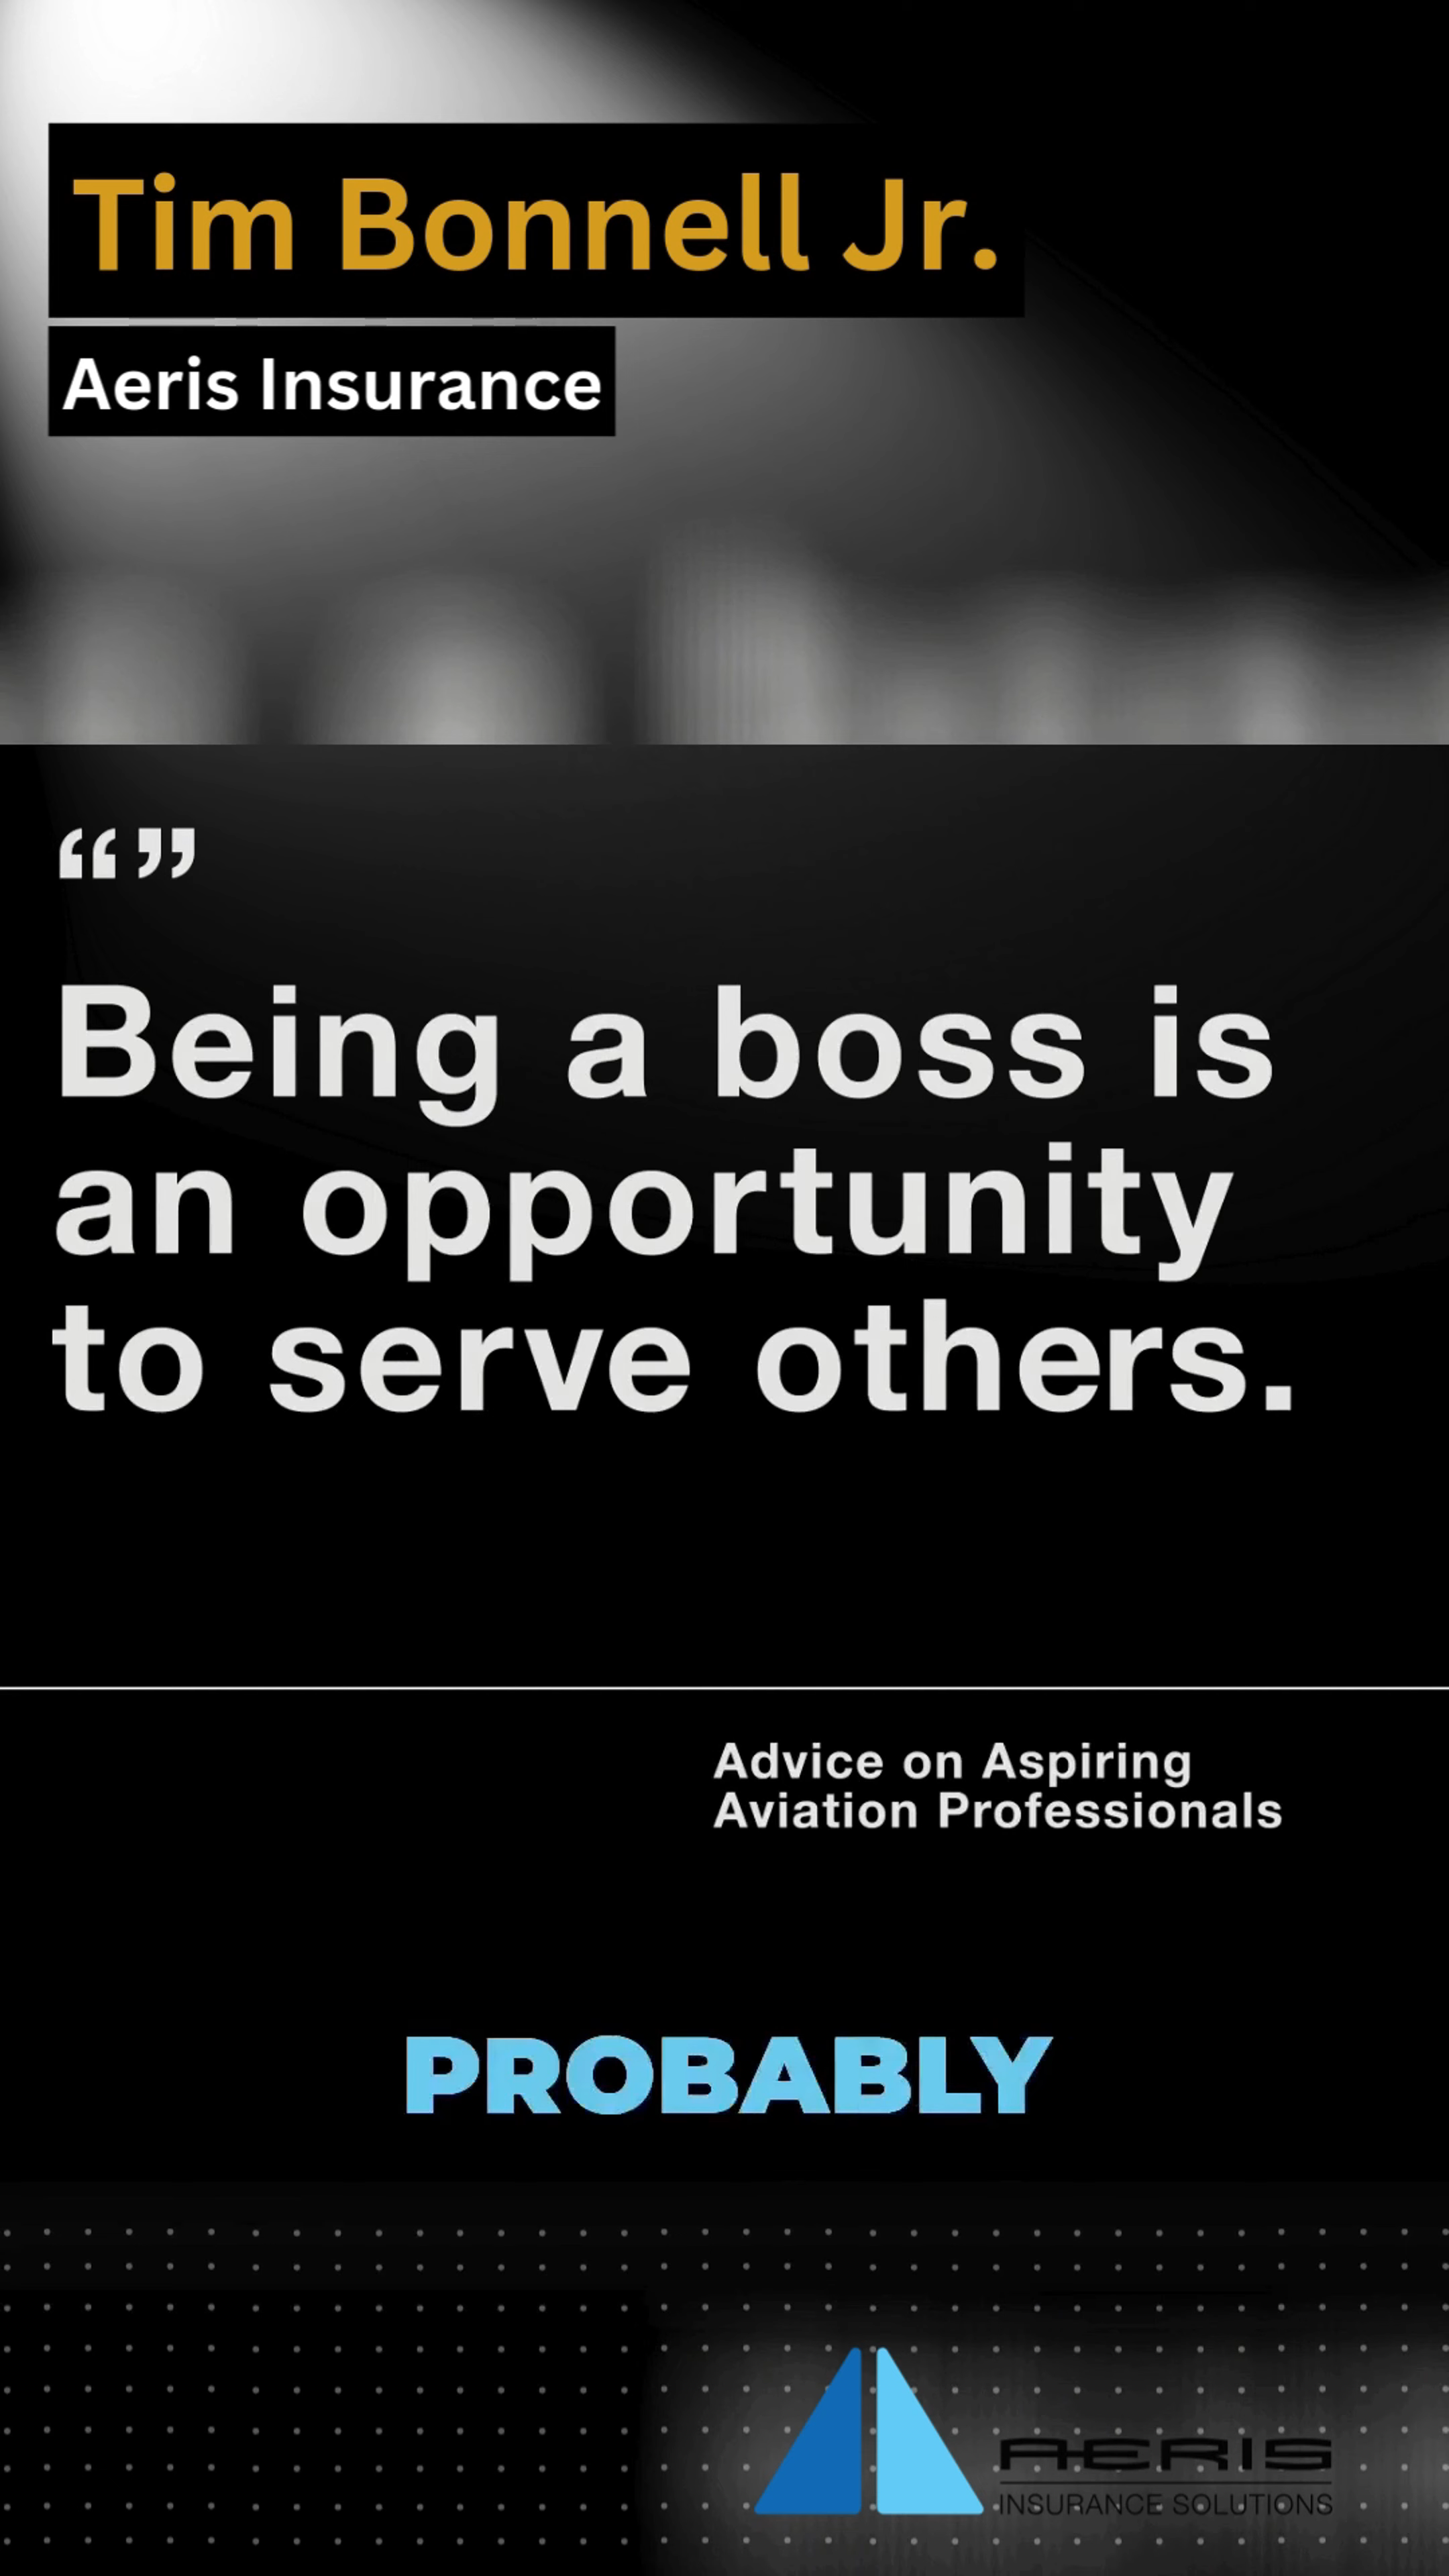 Tim Bonnell Jr.
Aeris Insurance
“”
Being a boss is
an opportunity
to serve others.
Advice on Aspiring
Aviation Professionals
PROBABLY
AERIS
INSURANCE SOLUTIONS